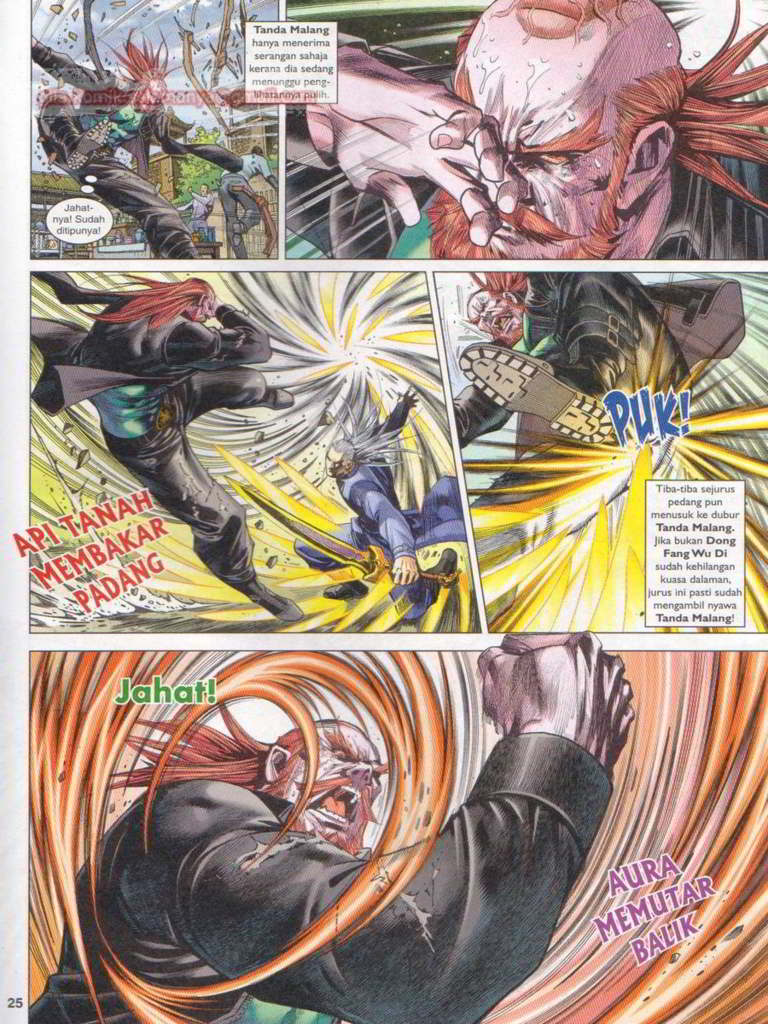 Tanda Malang
hanya menerima
serangan sahaja
kerana dia sedang
menunggu peng-
lihatannya pulih.
Jahat-
nya! Sudah
ditipunya!
API TANAH
MEMBAKAR
PADANG
PUK!
Tiba-tiba sejurus
pedang pun
menusuk ke dubur
Tanda Malang.
Jika bukan Dong
Fang Wu Di
sudah kehilangan
kuasa dalaman,
jurus ini pasti sudah
mengambil nyawa
Tanda Malang!
Jahat!
AURA
MEMUTAR
BALIK
25